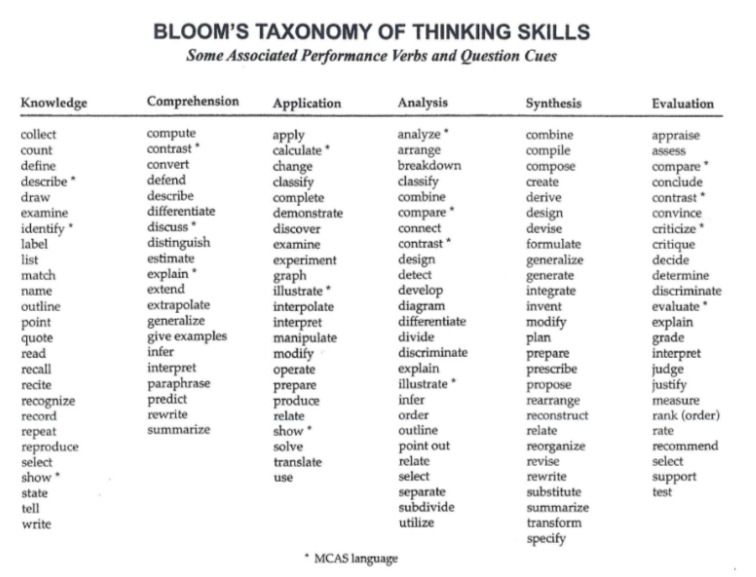 BLOOM'S TAXONOMY OF THINKING SKILLS
Some Associated Performance Verbs and Question Cues
Knowledge
collect
count
define
describe *
draw
examine
identify *
label
list
match
name
outline
point
quote
read
recall
recite
recognize
record
repeat
reproduce
select
show *
state
tell
write
Comprehension
compute
contrast *
convert
defend
describe
differentiate
discuss *
distinguish
estimate
explain *
extend
extrapolate
generalize
give examples
infer
interpret
paraphrase
predict
rewrite
summarize
Application
apply
calculate *
change
classify
complete
demonstrate
discover
examine
experiment
graph
illustrate *
interpolate
interpret
manipulate
modify
operate
prepare
produce
relate
show *
solve
translate
use
Analysis
analyze *
arrange
breakdown
classify
combine
compare *
connect
contrast *
design
detect
develop
diagram
differentiate
divide
discriminate
explain
illustrate *
infer
order
outline
point out
relate
select
separate
subdivide
utilize
Synthesis
combine
compile
compose
create
derive
design
devise
formulate
generalize
generate
integrate
invent
modify
plan
prepare
prescribe
propose
rearrange
reconstruct
relate
reorganize
revise
rewrite
substitute
summarize
transform
specify
Evaluation
appraise
assess
compare *
conclude
contrast *
convince
criticize *
critique
decide
determine
discriminate
evaluate *
explain
grade
interpret
judge
justify
measure
rank (order)
rate
recommend
select
support
test
* MCAS language